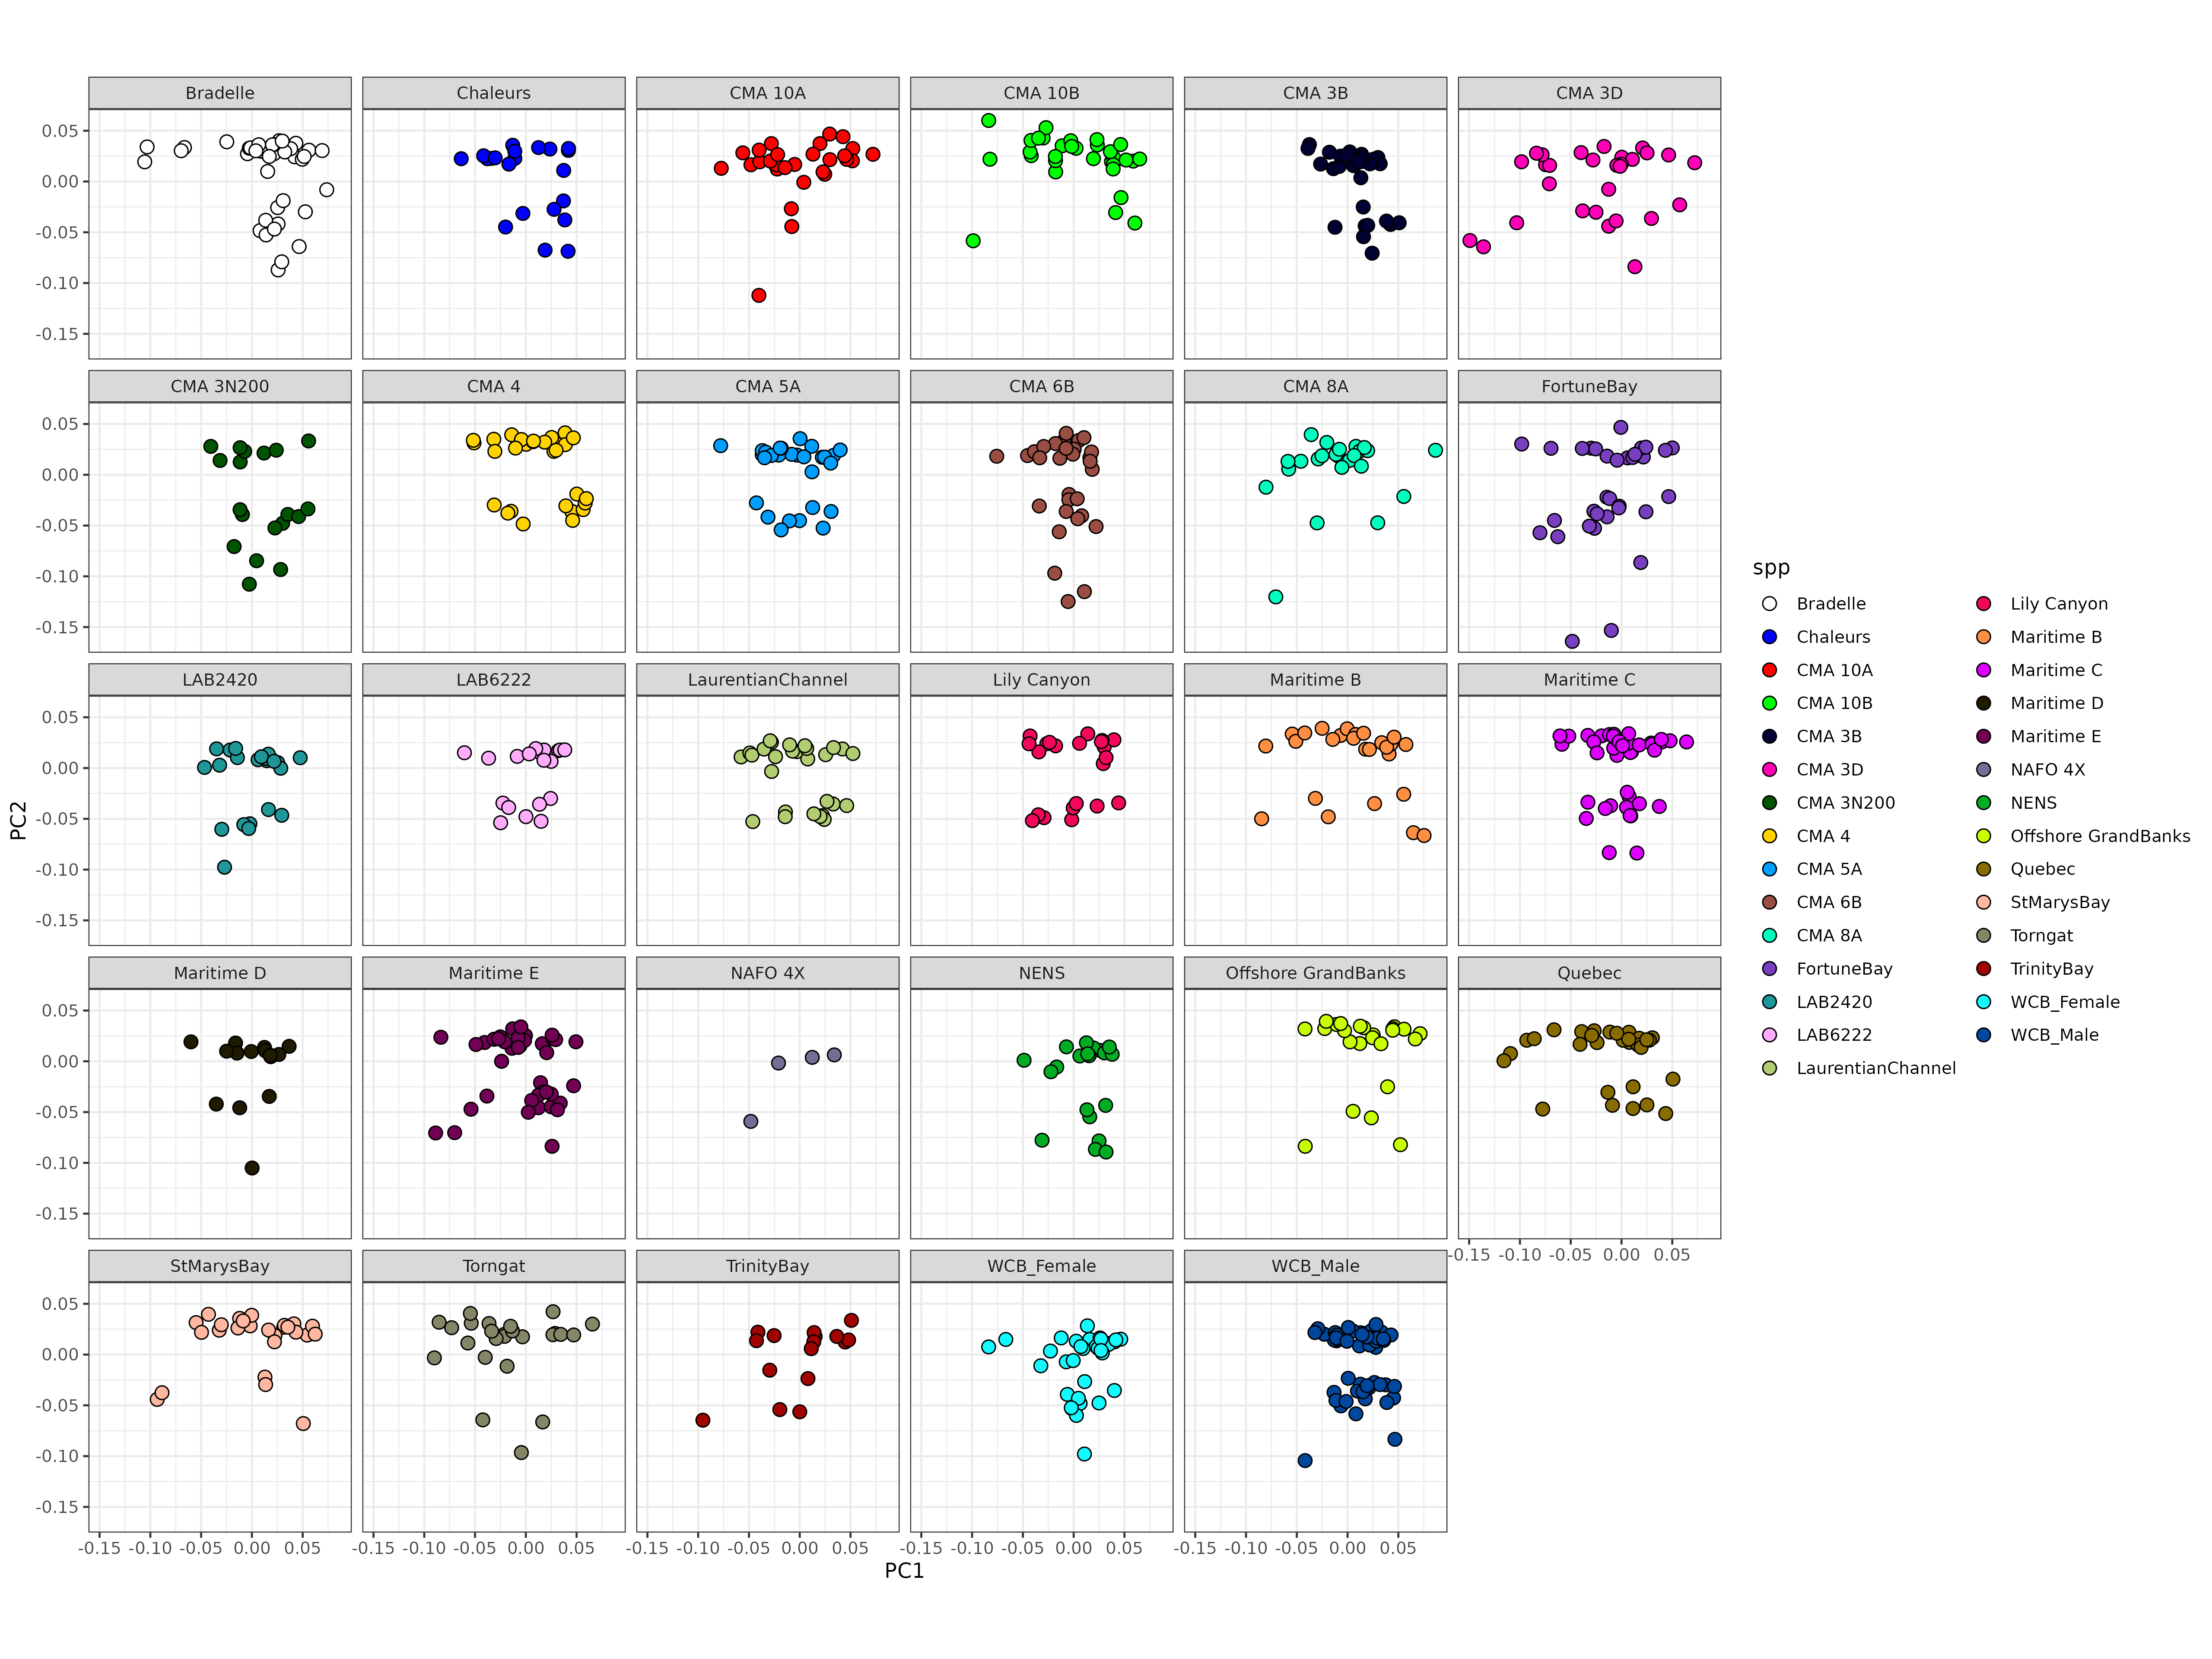 Bradelle Chaleurs CMA 10A CMA 10B CMA 3B CMA 3D
0.05
0.00
-0.05
-0.10
-0.15
CMA 3N200 CMA 4 CMA 5A CMA 6B CMA 8A FortuneBay
0.05
0.00
-0.05
-0.10
-0.15
LAB2420 LAB6222 LaurentianChannel Lily Canyon Maritime B Maritime C
0.05
0.00
-0.05
-0.10
-0.15
Maritime D Maritime E NAFO 4X NENS Offshore GrandBanks Quebec
0.05
0.00
-0.05
-0.10
-0.15
-0.15 -0.10 -0.05 0.00 0.05
StMarysBay Torngat TrinityBay WCB_Female WCB_Male
0.05
0.00
-0.05
-0.10
-0.15
-0.15 -0.10 -0.05 0.00 0.05 -0.15 -0.10 -0.05 0.00 0.05 -0.15 -0.10 -0.05 0.00 0.05 -0.15 -0.10 -0.05 0.00 0.05 -0.15 -0.10 -0.05 0.00 0.05
PC1
PC2
spp
Bradelle
Chaleurs
CMA 10A
CMA 10B
CMA 3B
CMA 3D
CMA 3N200
CMA 4
CMA 5A
CMA 6B
CMA 8A
FortuneBay
LAB2420
LAB6222
LaurentianChannel
Lily Canyon
Maritime B
Maritime C
Maritime D
Maritime E
NAFO 4X
NENS
Offshore GrandBanks
Quebec
StMarysBay
Torngat
TrinityBay
WCB_Female
WCB_Male